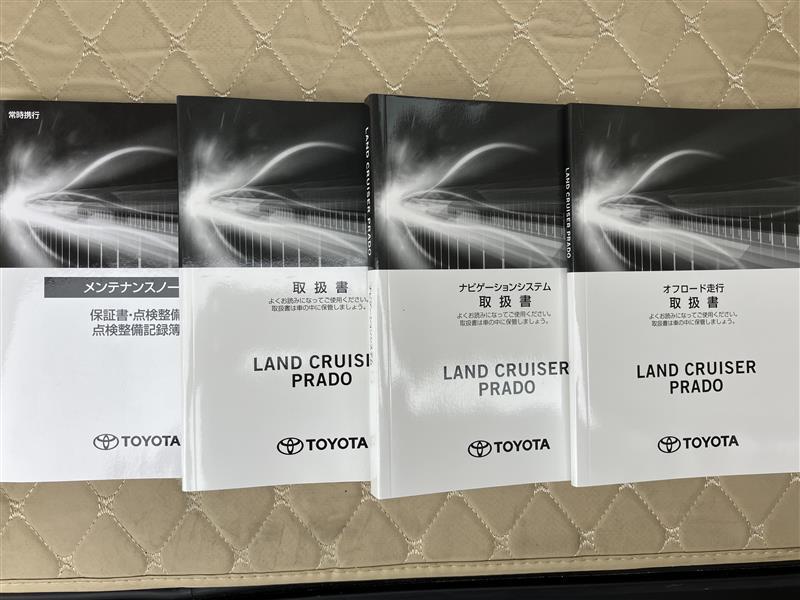 常時携行
メンテナンスノー
保証書・点検整備
点検整備記録簿
TOYOTA
取扱書
よくお読みになってご使用ください。
取扱書は車の中に保管しましょう。
LAND CRUISE
PRADO
TOYOTA
LAND CRUISER PRADO
ナビゲーションシステム
取扱書
よくお読みになってご使用ください。
取扱書は車の中に保管しましょう。
LAND CRUISER
PRADO
TOYOTA
LAND CRUISER PRADO
オフロード走行
取扱書
よくお読みになってご使用ください。
取扱書は車の中に保管しましょう。
LAND CRUISER
PRADO
TOYOTA